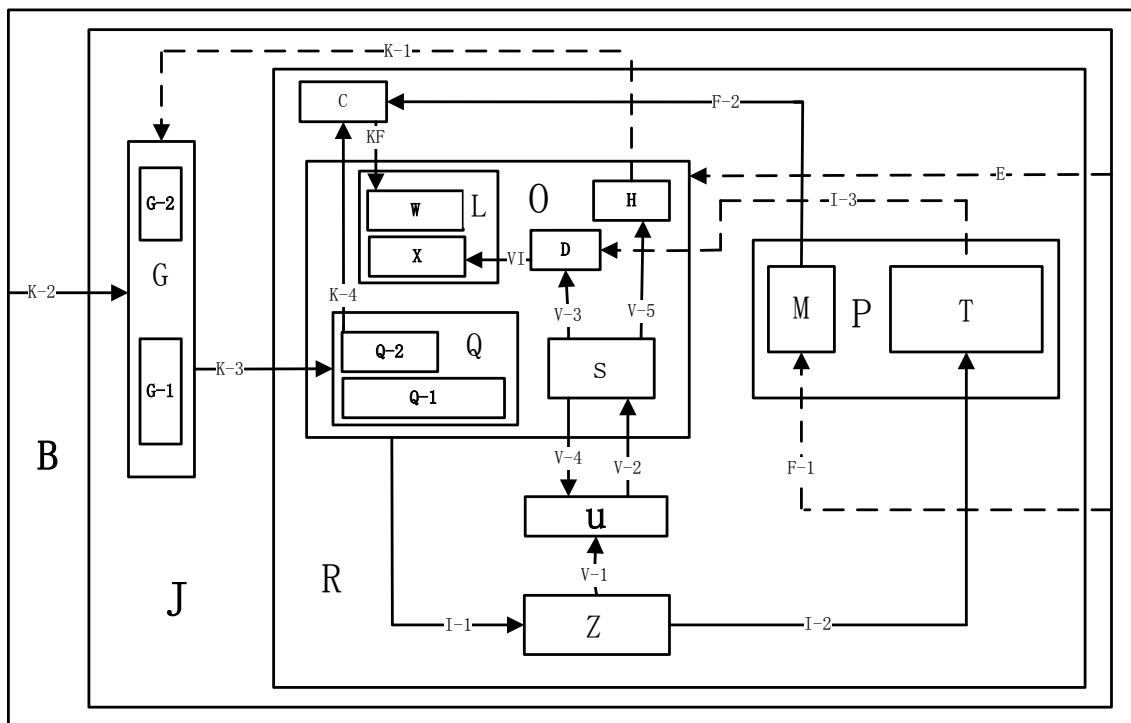 K-1
C
F-2
KF
E
G-2
W
L
O
H
I-3
X
VI
D
G
K-2
K-4
V-3
V-5
M
P
T
Q-2
Q
S
K-3
G-1
Q-1
B
V-4
V-2
F-1
u
R
V-1
J
I-1
Z
I-2